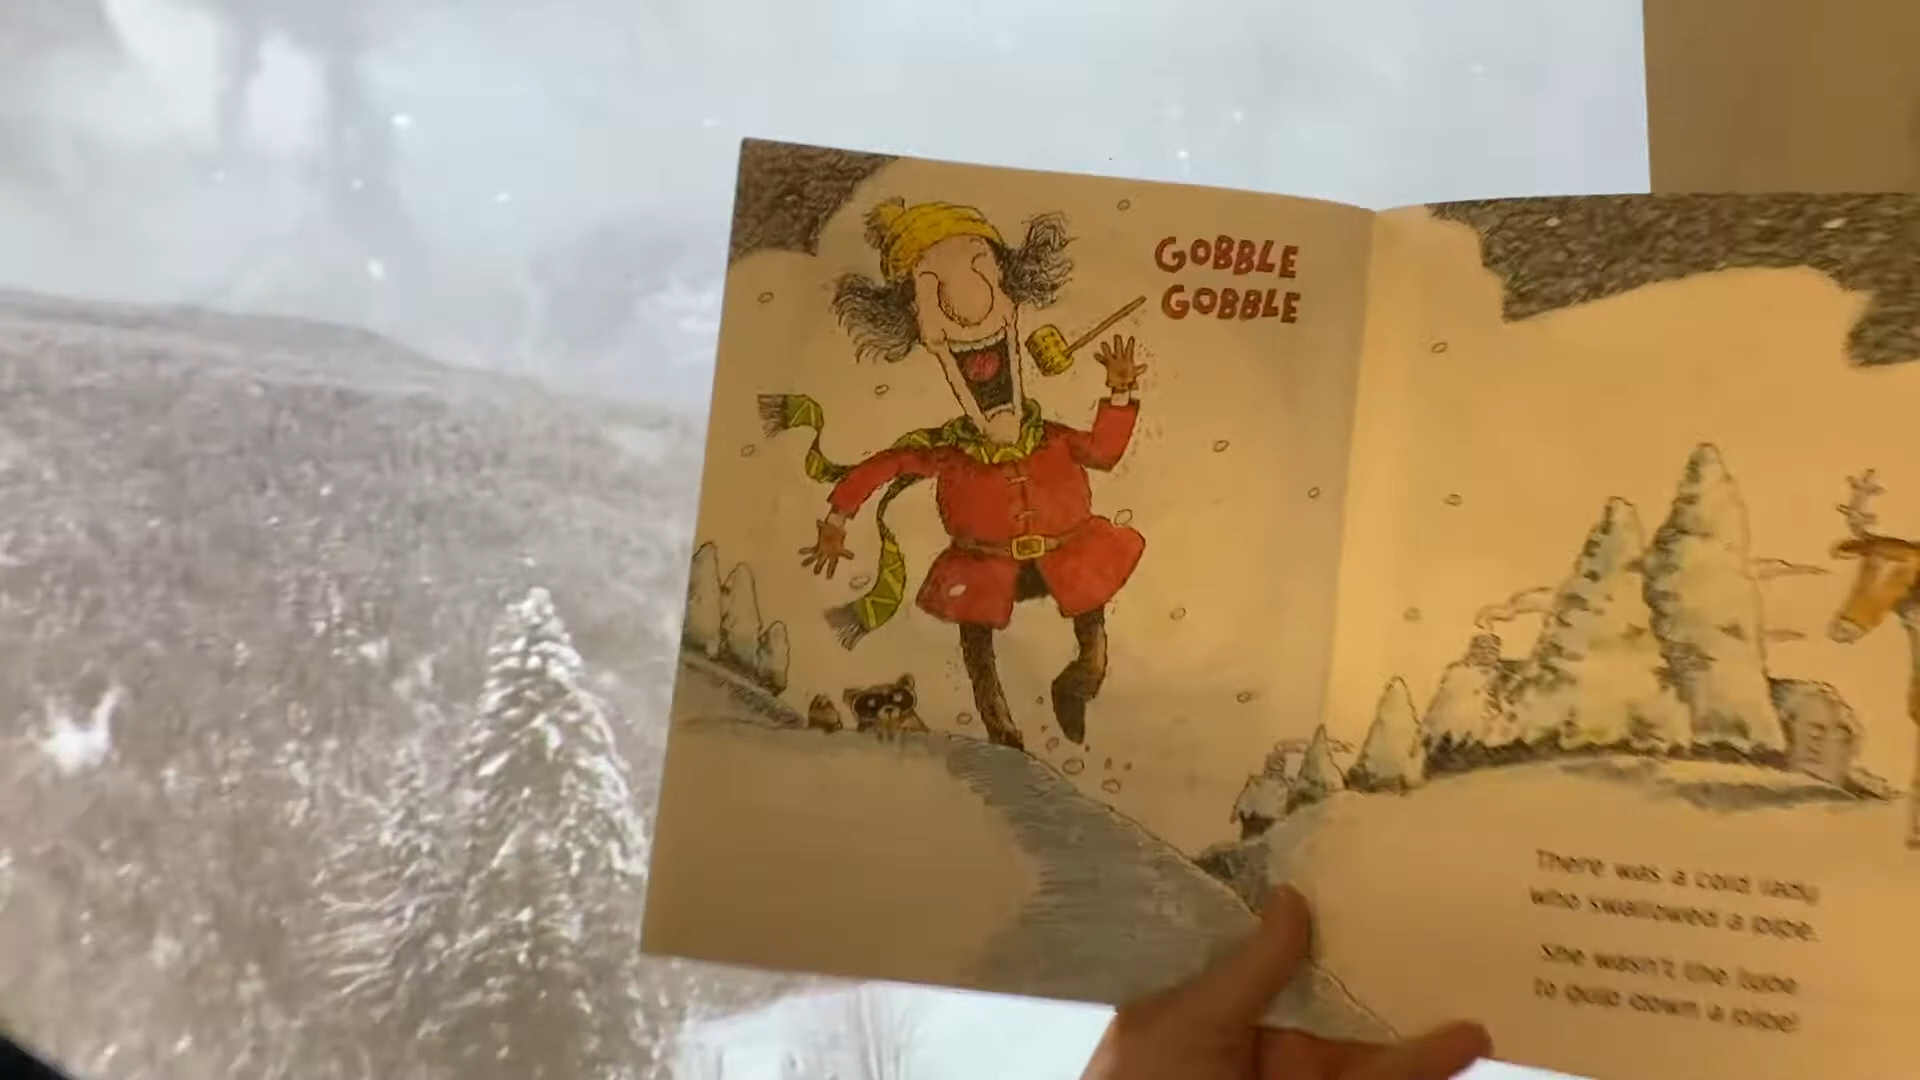 GOBBLE
GOBBLE
There was a cold lady
who swallowed a pipe.
She wasn't the type
to gulp down a pipe!